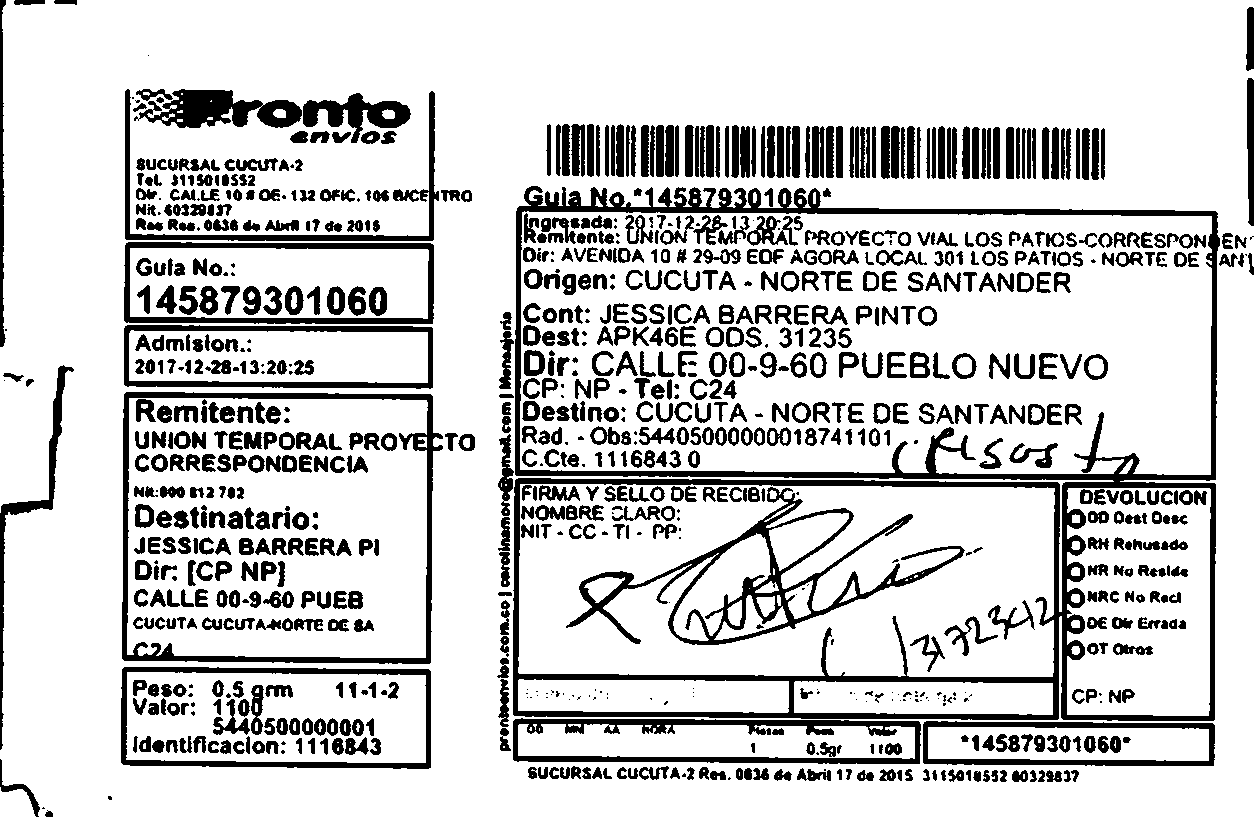 Pronto
envios
SUCURSAL CUCUTA-2
Tel. 3115018552
Dir. CALLE 10 # OE- 132 OFIC. 106 B/CENTRO
Nit. 60329837
Res Res. 0636 de Abril 17 de 2015
Guia No.:
145879301060
Admision.:
2017-12-28-13:20:25
Remitente:
UNION TEMPORAL PROYECTO
CORRESPONDENCIA
Nit:900 812 782
Destinatario:
JESSICA BARRERA PI
Dir: [CP NP]
CALLE 00-9-60 PUEB
CUCUTA CUCUTA-NORTE DE SA
C24
Peso: 0.5 grm 11-1-2
Valor: 1100
5440500000001
Identificacion: 1116843
prontoenvios.com.co | carolinamoro@gmail.com | Mensajeria
Guia No.*145879301060*
Ingresada: 2017-12-28-13:20:25
Remitente: UNION TEMPORAL PROYECTO VIAL LOS PATIOS-CORRESPONDEN
Dir: AVENIDA 10 # 29-09 EDF AGORA LOCAL 301 LOS PATIOS - NORTE DE SANT
Origen: CUCUTA - NORTE DE SANTANDER
Cont: JESSICA BARRERA PINTO
Dest: APK46E ODS. 31235
Dir: CALLE 00-9-60 PUEBLO NUEVO
CP: NP - Tel: C24
Destino: CUCUTA - NORTE DE SANTANDER
Rad. - Obs:54405000000018741101
C.Cte. 1116843 0
FIRMA Y SELLO DE RECIBIDO:
NOMBRE CLARO:
NIT - CC - TI - PP:
DEVOLUCION
DD Dest Desc
RH Rehusado
NR No Reside
NRC No Recl
DE Dir Errada
OT Otros
CP: NP
DD MM AA HORA Piezas Peso Valor
1 0.5gr 1100
*145879301060*
SUCURSAL CUCUTA-2 Res. 0636 de Abril 17 de 2015 3115018552 60329837